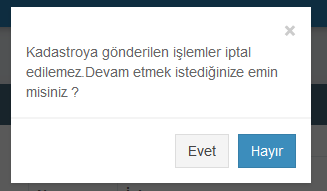 Kadastroya gönderilen işlemler iptal
edilemez.Devam etmek istediğinize emin
misiniz ?
Evet
Hayır